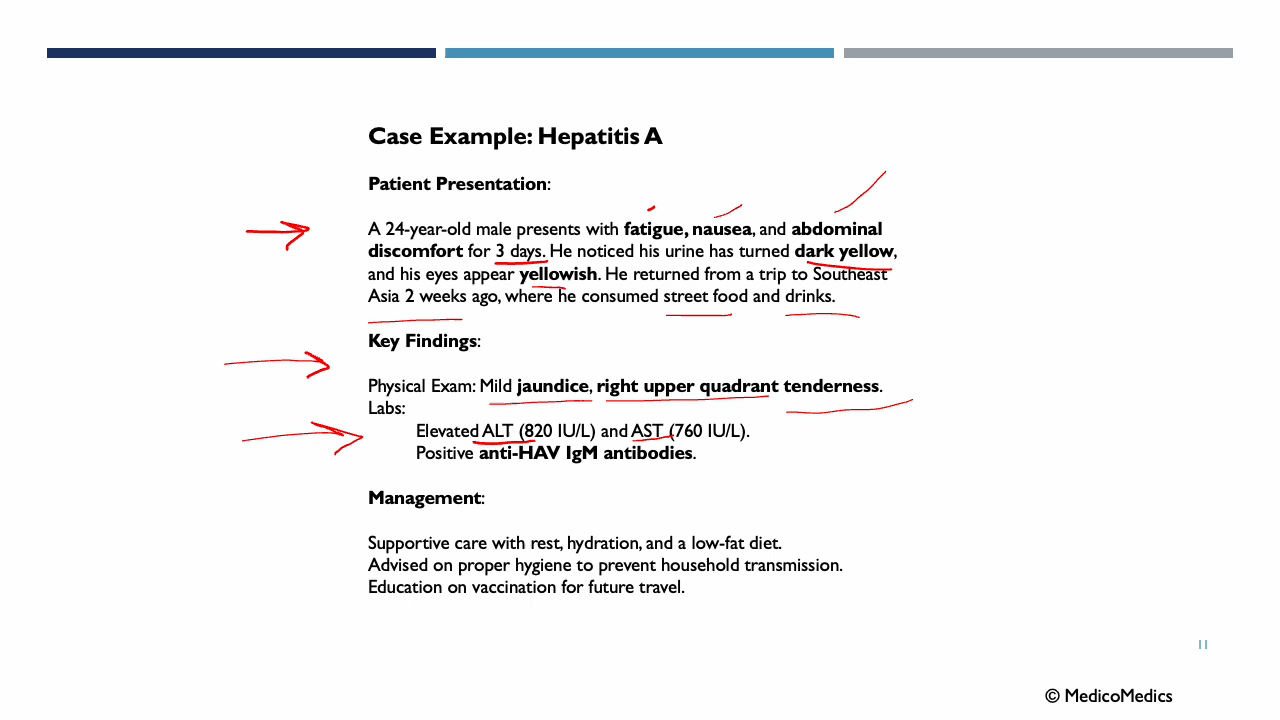 Case Example: Hepatitis A
Patient Presentation:
A 24-year-old male presents with fatigue, nausea, and abdominal
discomfort for 3 days. He noticed his urine has turned dark yellow,
and his eyes appear yellowish. He returned from a trip to Southeast
Asia 2 weeks ago, where he consumed street food and drinks.
Key Findings:
Physical Exam: Mild jaundice, right upper quadrant tenderness.
Labs:
Elevated ALT (820 IU/L) and AST (760 IU/L).
Positive anti-HAV IgM antibodies.
Management:
Supportive care with rest, hydration, and a low-fat diet.
Advised on proper hygiene to prevent household transmission.
Education on vaccination for future travel.
11
© MedicoMedics